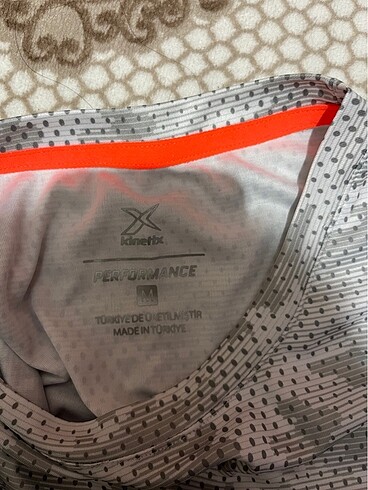 kinetix
PERFORMANCE
M
TÜRKİYE DE ÜRETİLMİŞTİR
MADE IN TÜRKİYE